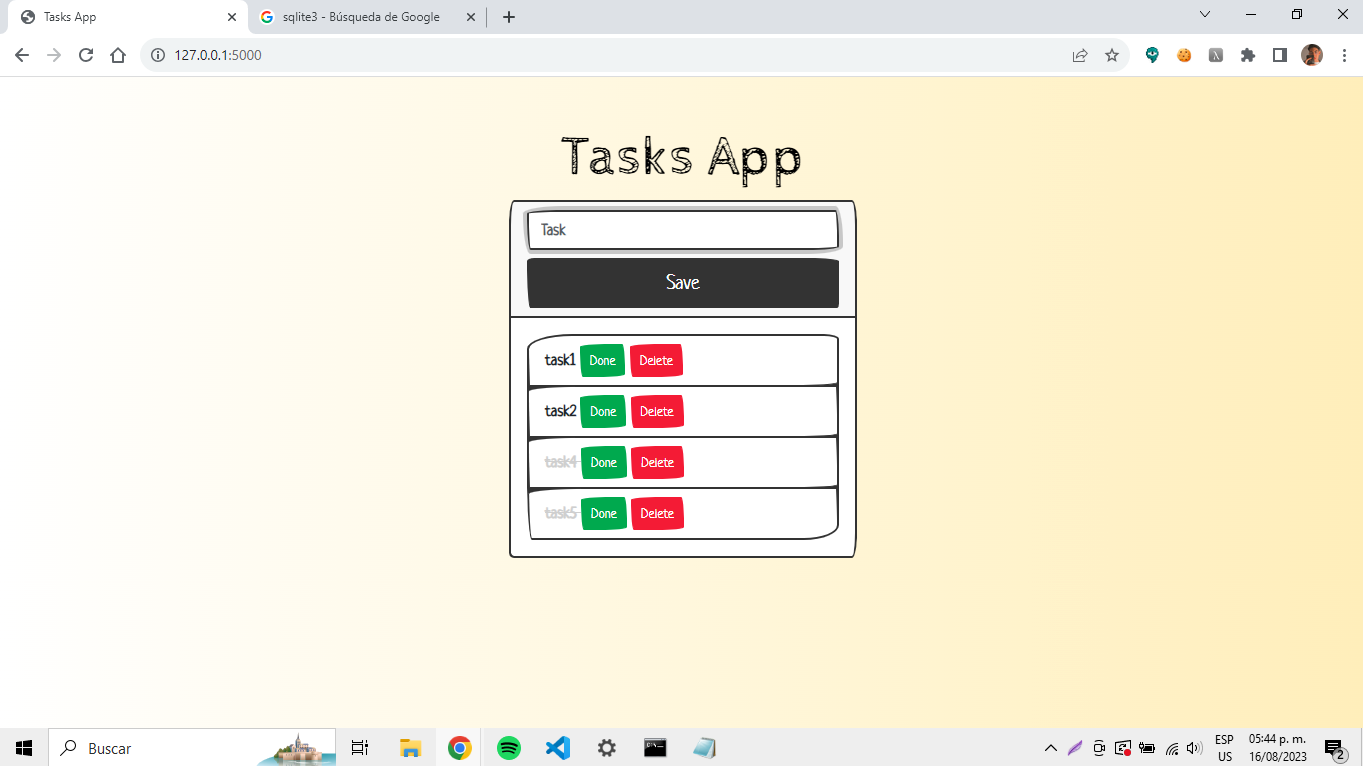 Tasks App
sqlite3 - Búsqueda de Google
127.0.0.1:5000
Tasks App
Task
Save
task1 Done Delete
task2 Done Delete
task4 Done Delete
task5 Done Delete
Buscar
ESP
US
05:44 p. m.
16/08/2023
2